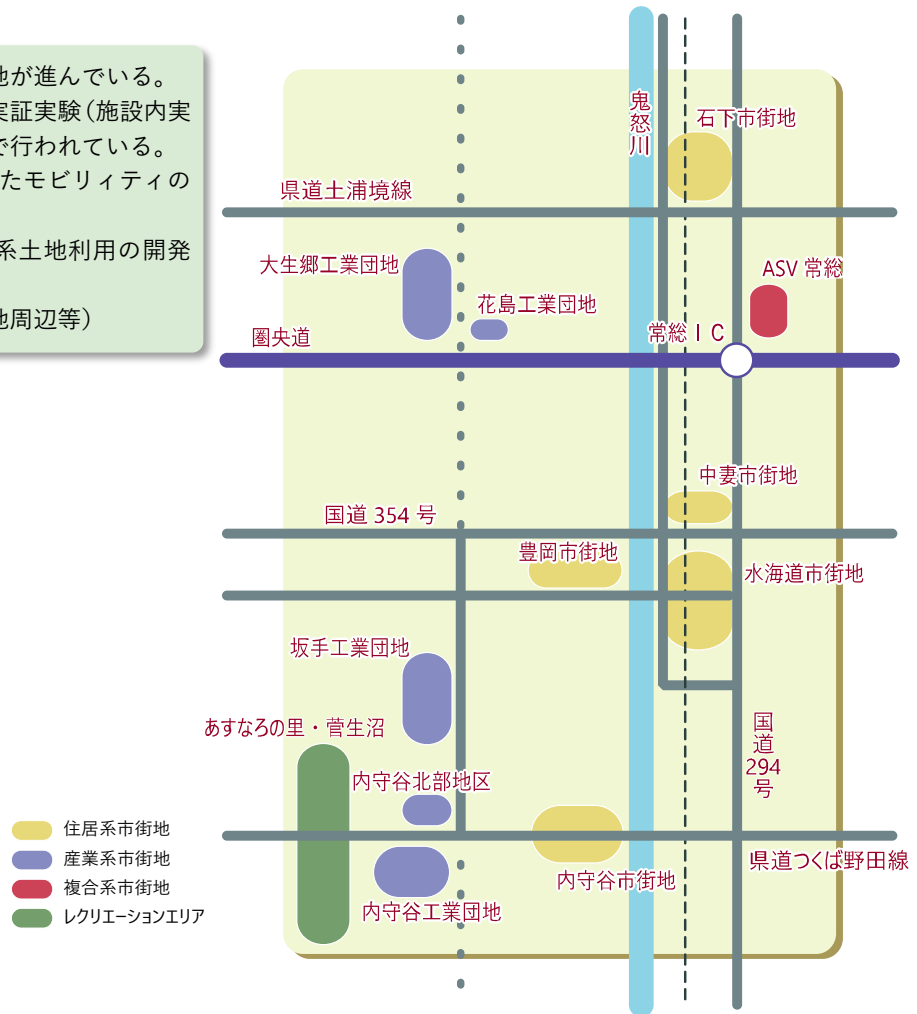 地が進んでいる。
実証実験（施設内実
で行われている。
たモビリィティの
系土地利用の開発
地周辺等）
鬼怒川
石下市街地
県道土浦境線
大生郷工業団地
ASV 常総
花島工業団地
常総ＩＣ
圏央道
中妻市街地
国道 354 号
豊岡市街地
水海道市街地
坂手工業団地
あすなろの里・菅生沼
国道294号
内守谷北部地区
県道つくば野田線
内守谷市街地
内守谷工業団地
住居系市街地
産業系市街地
複合系市街地
レクリエーションエリア